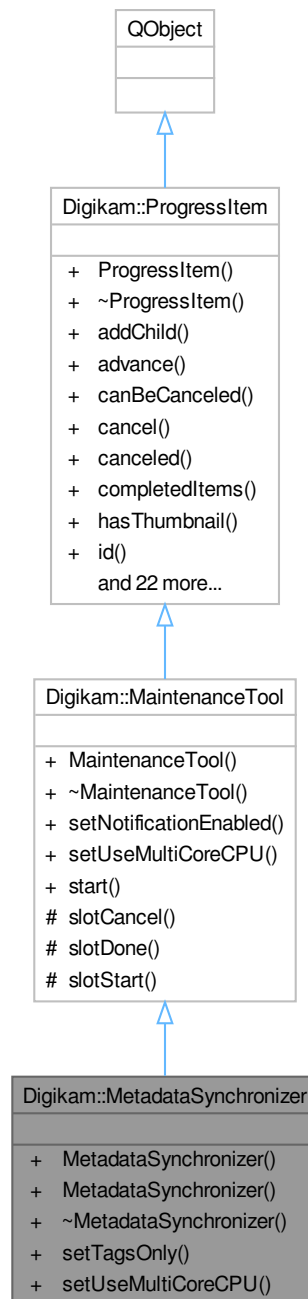 QObject
Digikam::ProgressItem
+ ProgressItem()
+ ~ProgressItem()
+ addChild()
+ advance()
+ canBeCanceled()
+ cancel()
+ canceled()
+ completedItems()
+ hasThumbnail()
+ id()
and 22 more...
Digikam::MaintenanceTool
+ MaintenanceTool()
+ ~MaintenanceTool()
+ setNotificationEnabled()
+ setUseMultiCoreCPU()
+ start()
# slotCancel()
# slotDone()
# slotStart()
Digikam::MetadataSynchronizer
+ MetadataSynchronizer()
+ MetadataSynchronizer()
+ ~MetadataSynchronizer()
+ setTagsOnly()
+ setUseMultiCoreCPU()